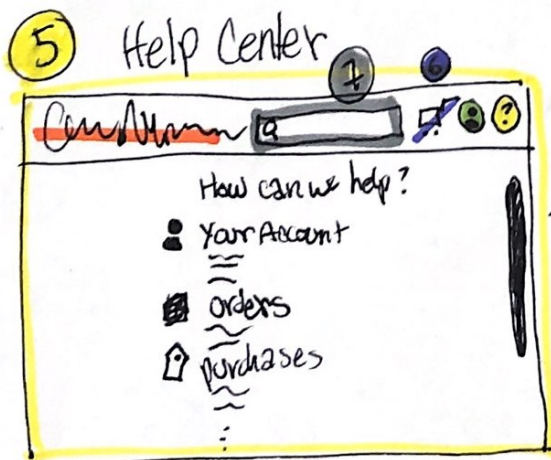 5 Help Center
7 6
?
How can we help?
Your Account
orders
purchases